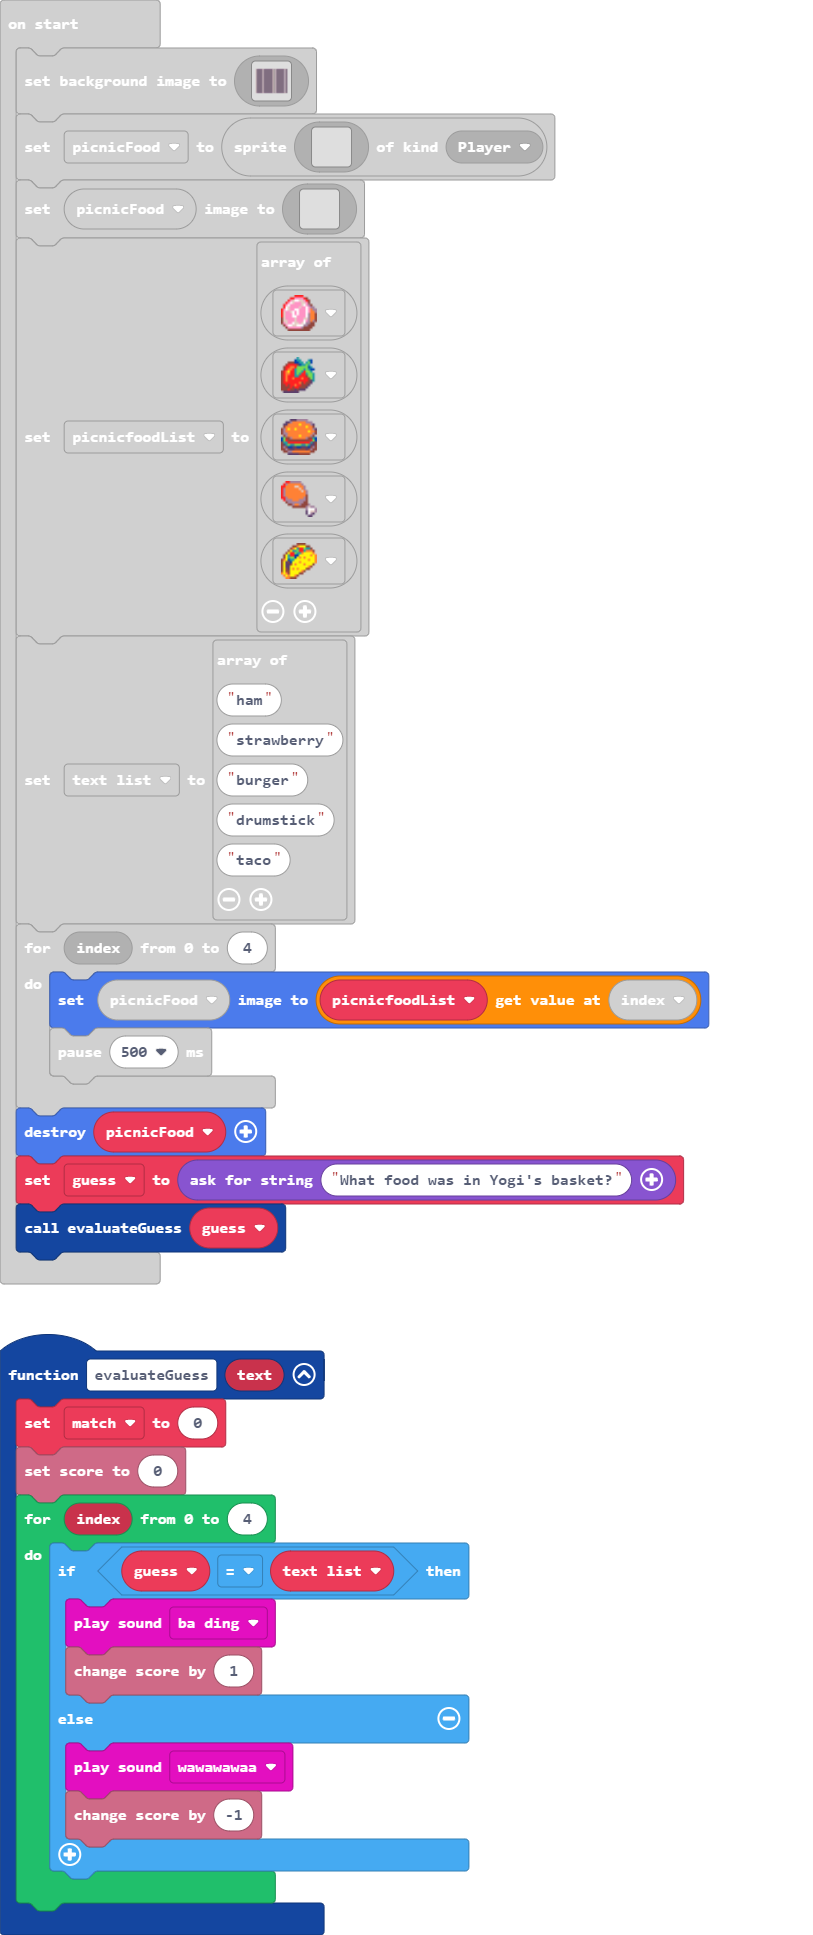 on start
set background image to
set picnicFood to sprite of kind Player
set picnicFood image to
array of
set picnicfoodList to
array of
"ham"
"strawberry"
set text list to "burger"
"drumstick"
"taco"
for index from 0 to 4
do
set picnicFood image to picnicfoodList get value at index
pause 500 ms
destroy picnicFood
set guess to ask for string "What food was in Yogi's basket?"
call evaluateGuess guess
function evaluateGuess text
set match to 0
set score to 0
for index from 0 to 4
do
if guess = text list then
play sound ba ding
change score by 1
else
play sound wawawawaa
change score by -1